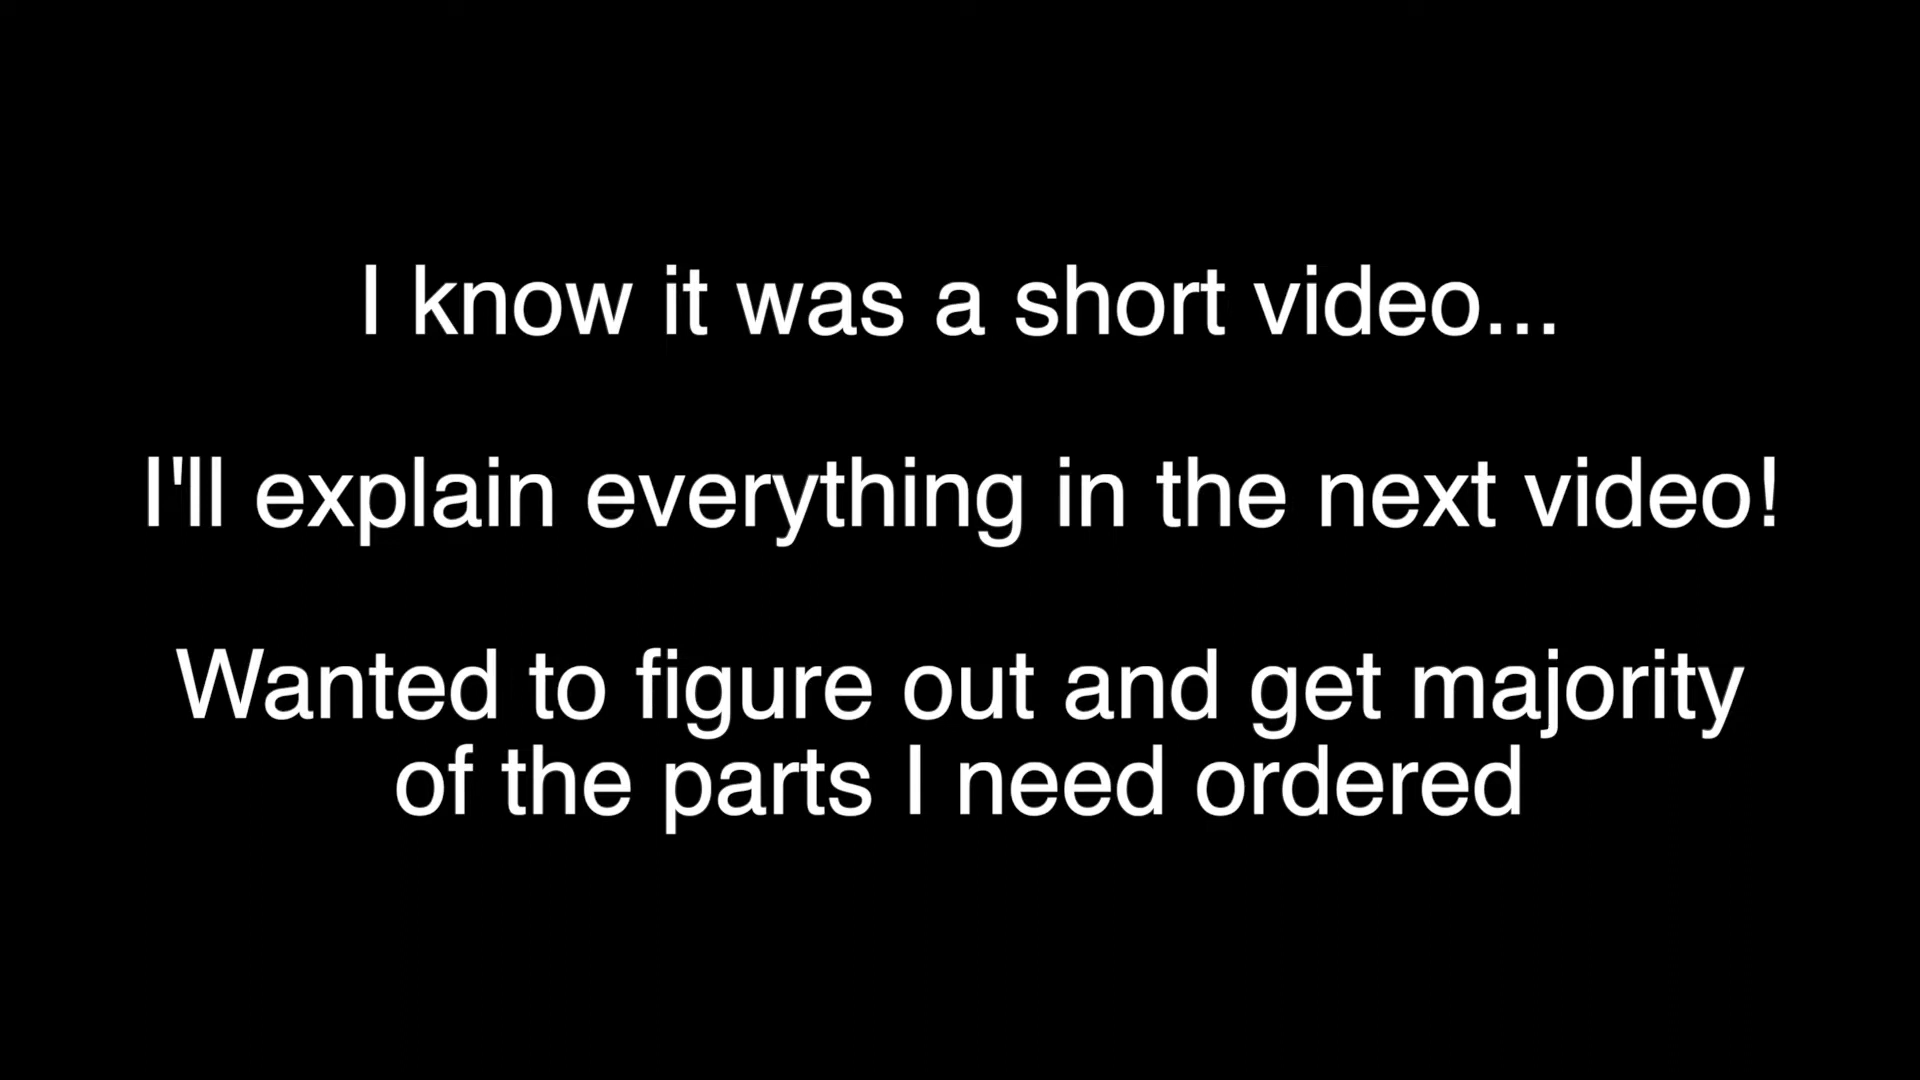 I know it was a short video...
I'll explain everything in the next video!
Wanted to figure out and get majority
of the parts I need ordered